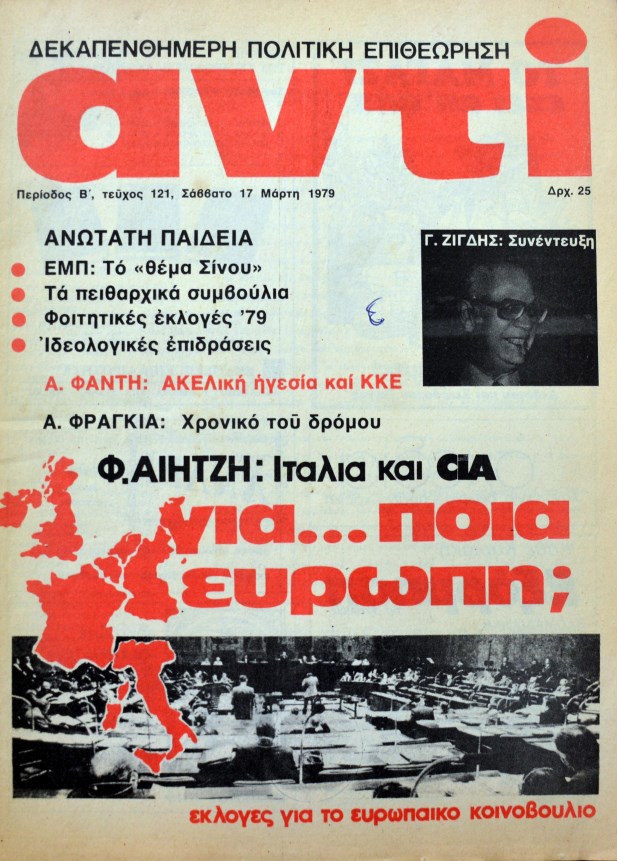 ΔΕΚΑΠΕΝΘΗΜΕΡΗ ΠΟΛΙΤΙΚΗ ΕΠΙΘΕΩΡΗΣΗ
αντί
Περίοδος Β΄, τεῦχος 121, Σάββατο 17 Μάρτη 1979
Δρχ. 25
ΑΝΩΤΑΤΗ ΠΑΙΔΕΙΑ
ΕΜΠ: Τό «θέμα Σίνου»
Τά πειθαρχικά συμβούλια
Φοιτητικές ἐκλογές '79
Ἰδεολογικές ἐπιδράσεις
Γ. ΖΙΓΔΗΣ: Συνέντευξη
Α. ΦΑΝΤΗ: ΑΚΕΛική ἡγεσία καί ΚΚΕ
Α. ΦΡΑΓΚΙΑ: Χρονικό τοῦ δρόμου
Φ. ΑΙΗΤΖΗ: Ιταλια και CIA
για... ποια
ευρωπη;
εκλογες για το ευρωπαικο κοινοβουλιο